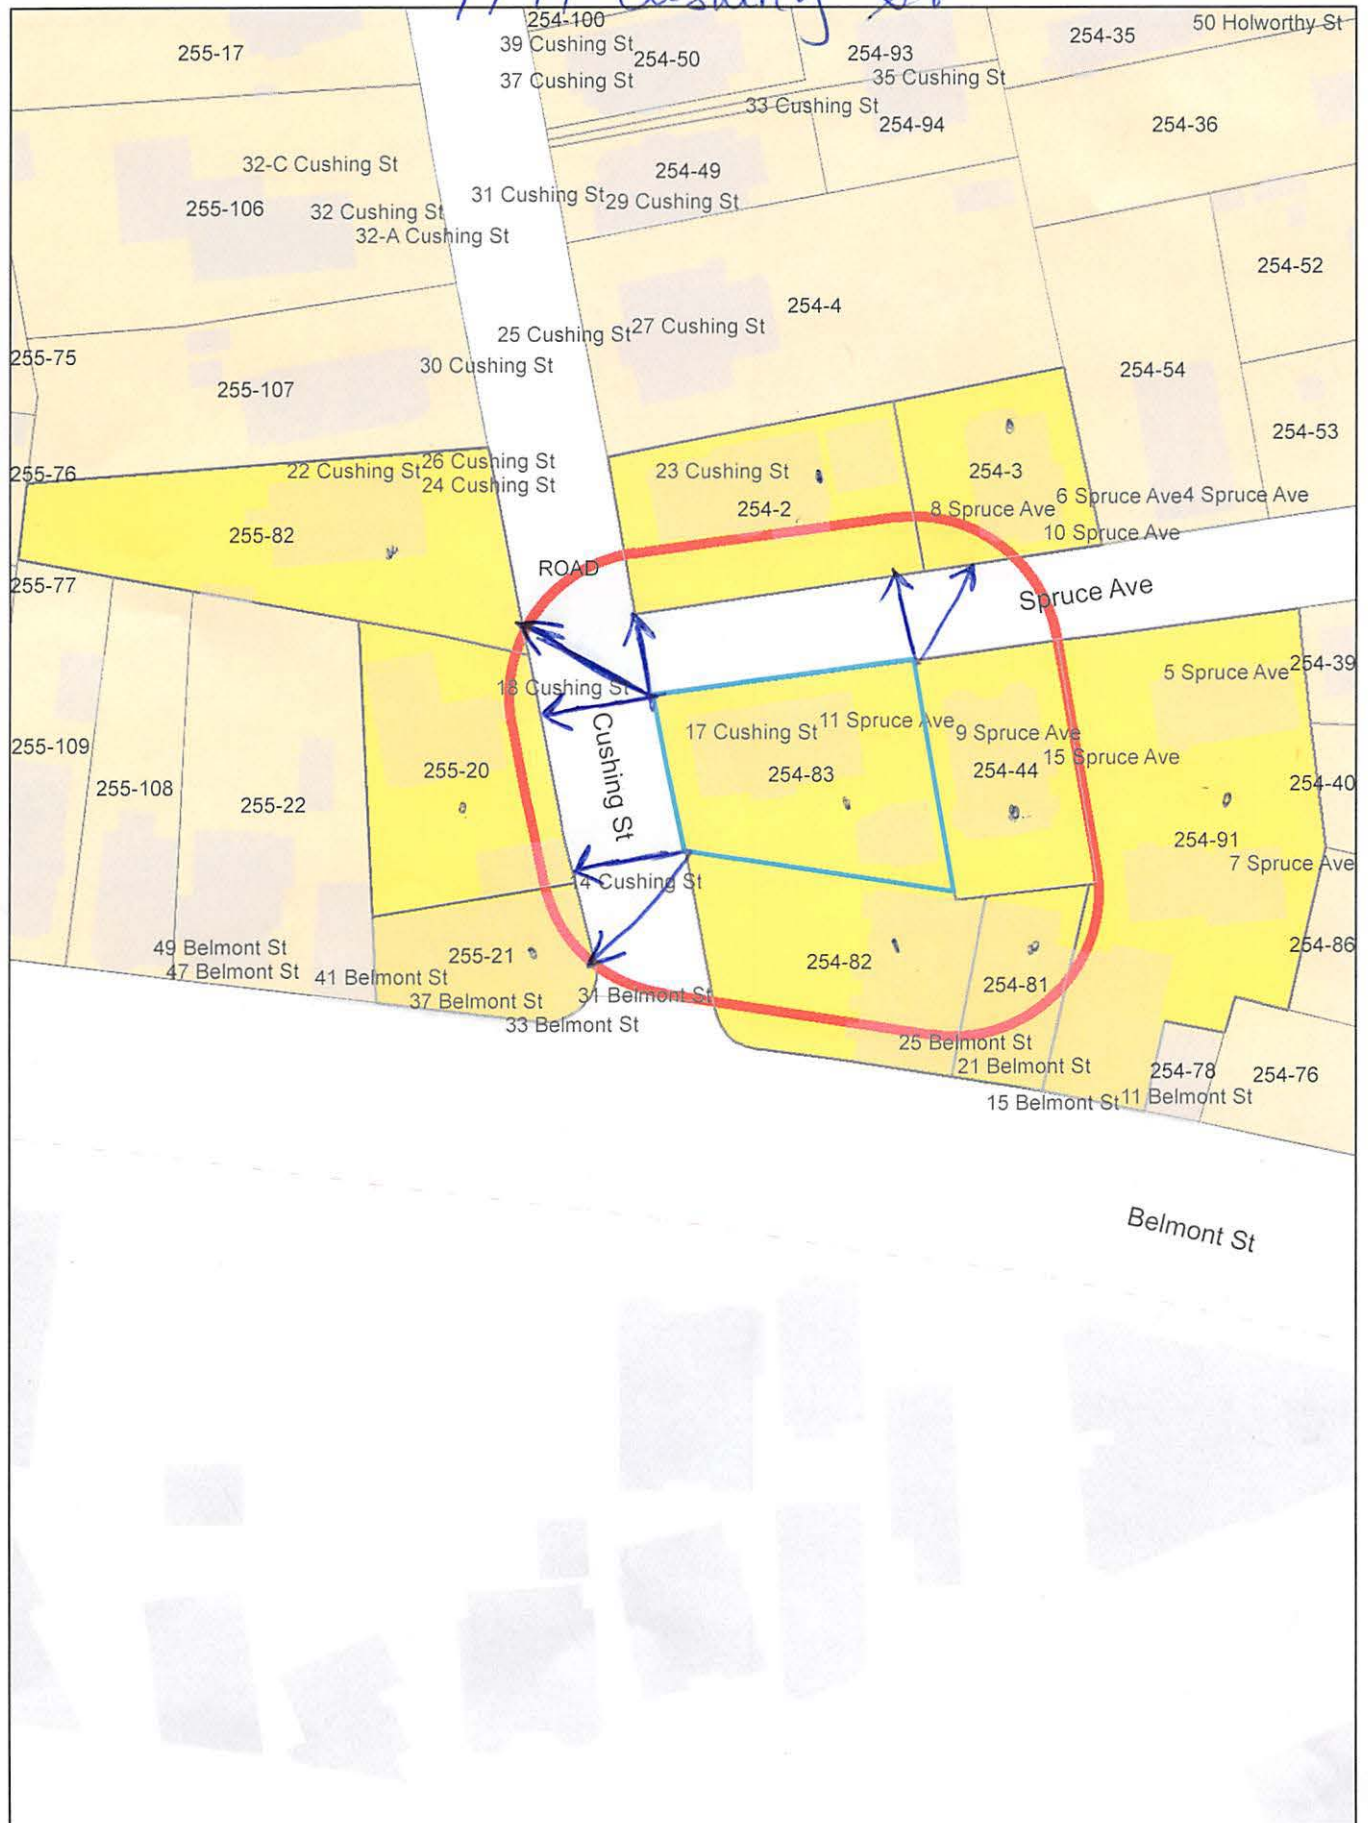 Cushing St
254-100
50 Holworthy St
39 Cushing St
254-50
254-93
254-35
255-17
37 Cushing St
35 Cushing St
33 Cushing St
254-94
254-36
32-C Cushing St
254-49
31 Cushing St
29 Cushing St
255-106
32 Cushing St
32-A Cushing St
254-52
254-4
25 Cushing St
27 Cushing St
255-75
30 Cushing St
254-54
255-107
254-53
255-76
22 Cushing St
26 Cushing St
24 Cushing St
23 Cushing St
254-3
254-2
8 Spruce Ave
6 Spruce Ave
4 Spruce Ave
10 Spruce Ave
255-82
ROAD
255-77
Spruce Ave
5 Spruce Ave
254-39
18 Cushing St
Cushing St
17 Cushing St
11 Spruce Ave
9 Spruce Ave
15 Spruce Ave
255-109
255-108
255-22
255-20
254-83
254-44
254-40
254-91
7 Spruce Ave
14 Cushing St
49 Belmont St
47 Belmont St
41 Belmont St
255-21
254-82
254-81
254-86
37 Belmont St
31 Belmont St
33 Belmont St
25 Belmont St
21 Belmont St
254-78
254-76
15 Belmont St
11 Belmont St
Belmont St